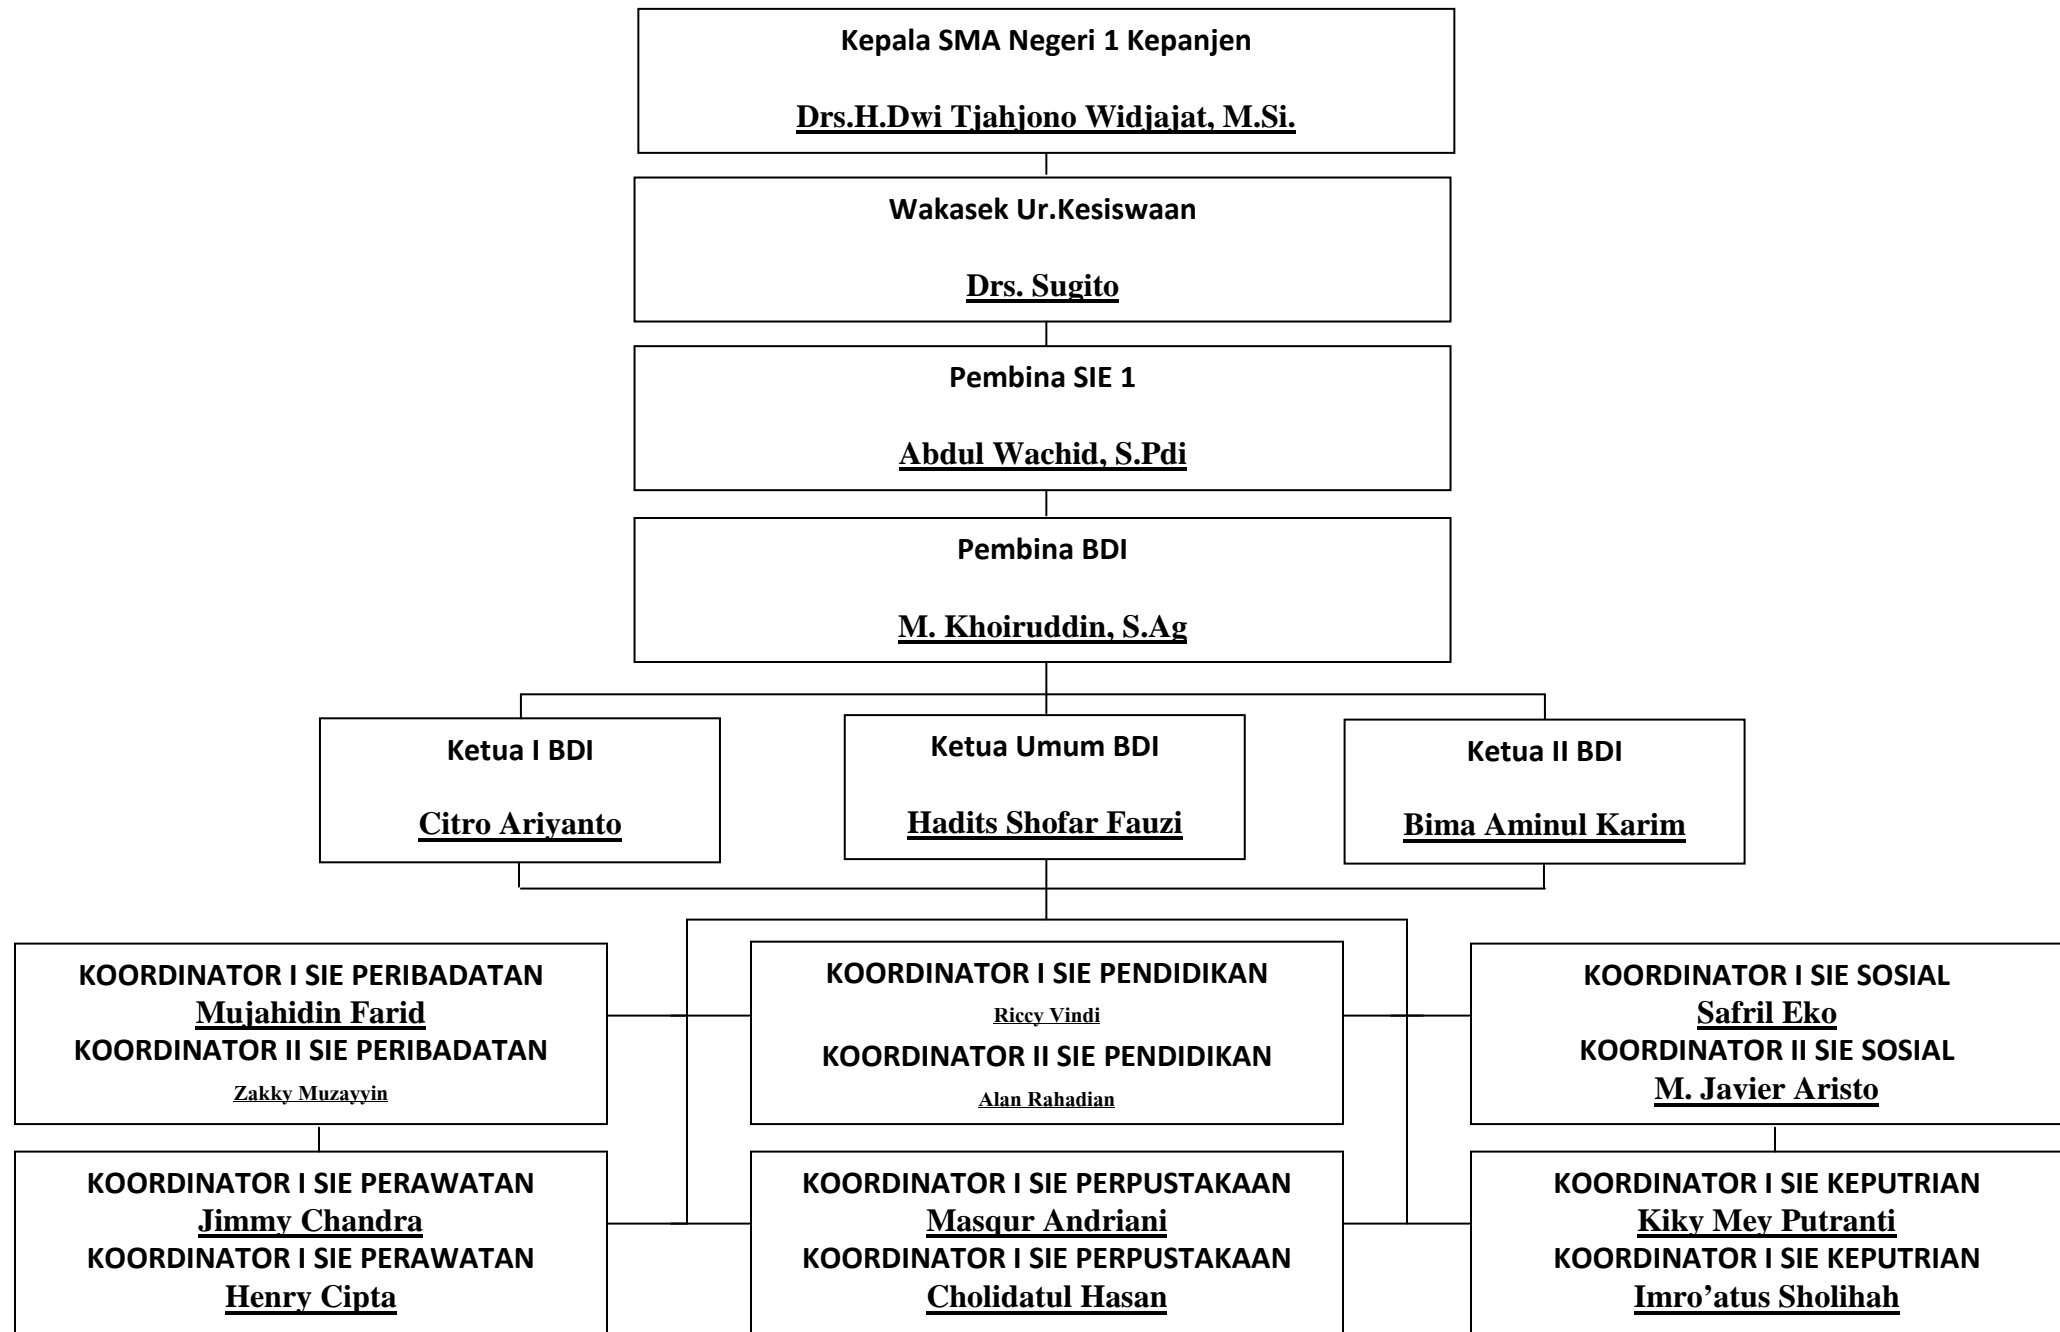 Kepala SMA Negeri 1 Kepanjen
Drs.H.Dwi Tjahjono Widjajat, M.Si.
Wakasek Ur.Kesiswaan
Drs. Sugito
Pembina SIE 1
Abdul Wachid, S.Pdi
Pembina BDI
M. Khoiruddin, S.Ag
Ketua I BDI
Citro Ariyanto
Ketua Umum BDI
Hadits Shofar Fauzi
Ketua II BDI
Bima Aminul Karim
KOORDINATOR I SIE PERIBADATAN
Mujahidin Farid
KOORDINATOR II SIE PERIBADATAN
Zakky Muzayyin
KOORDINATOR I SIE PENDIDIKAN
Riccy Vindi
KOORDINATOR II SIE PENDIDIKAN
Alan Rahadian
KOORDINATOR I SIE SOSIAL
Safril Eko
KOORDINATOR II SIE SOSIAL
M. Javier Aristo
KOORDINATOR I SIE PERAWATAN
Jimmy Chandra
KOORDINATOR I SIE PERAWATAN
Henry Cipta
KOORDINATOR I SIE PERPUSTAKAAN
Masqur Andriani
KOORDINATOR I SIE PERPUSTAKAAN
Cholidatul Hasan
KOORDINATOR I SIE KEPUTRIAN
Kiky Mey Putranti
KOORDINATOR I SIE KEPUTRIAN
Imro’atus Sholihah